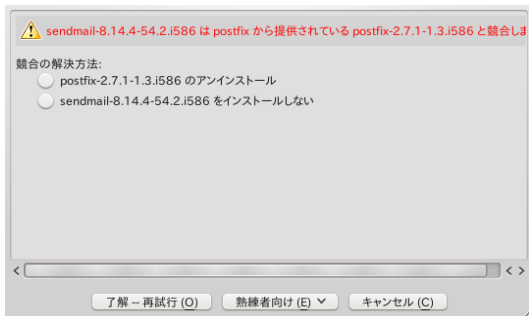 sendmail-8.14.4-54.2.i586 は postfix から提供されている postfix-2.7.1-1.3.i586 と競合しま
競合の解決方法:
postfix-2.7.1-1.3.i586 のアンインストール
sendmail-8.14.4-54.2.i586 をインストールしない
了解 -- 再試行 (O) 熟練者向け (E) キャンセル (C)